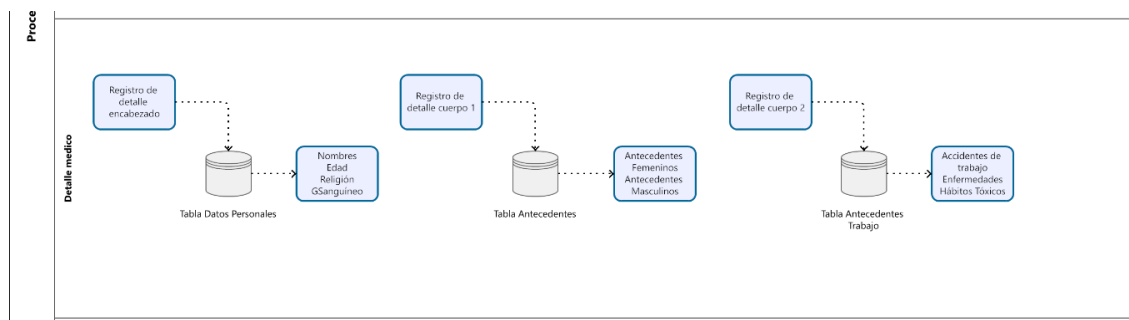 Proce
Detalle medico
Registro de
detalle
encabezado
Tabla Datos Personales
Nombres
Edad
Religión
GSanguíneo
Registro de
detalle cuerpo 1
Tabla Antecedentes
Antecedentes
Femeninos
Antecedentes
Masculinos
Registro de
detalle cuerpo 2
Tabla Antecedentes
Trabajo
Accidentes de
trabajo
Enfermedades
Hábitos Tóxicos